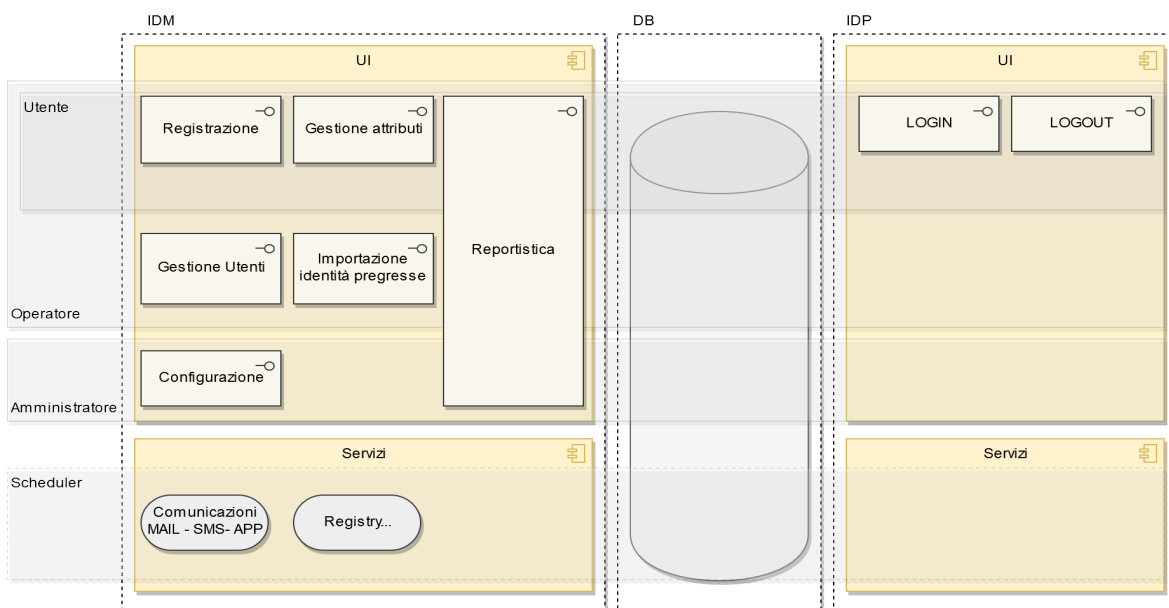 IDM
DB
IDP
UI
UI
Utente
Registrazione
Gestione attributi
LOGIN
LOGOUT
Reportistica
Gestione Utenti
Importazione
identità pregresse
Operatore
Configurazione
Amministratore
Servizi
Servizi
Scheduler
Comunicazioni
MAIL - SMS- APP
Registry...